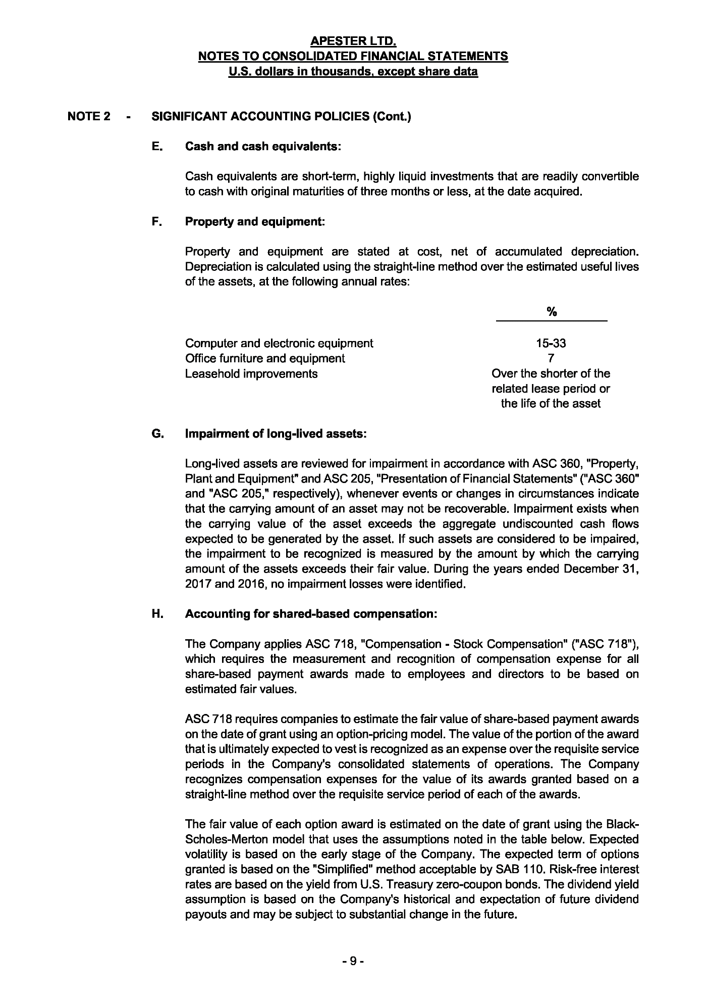 APESTER LTD.
NOTES TO CONSOLIDATED FINANCIAL STATEMENTS
U.S. dollars in thousands, except share data
NOTE 2 - SIGNIFICANT ACCOUNTING POLICIES (Cont.)
E. Cash and cash equivalents:
Cash equivalents are short-term, highly liquid investments that are readily convertible
to cash with original maturities of three months or less, at the date acquired.
F. Property and equipment:
Property and equipment are stated at cost, net of accumulated depreciation.
Depreciation is calculated using the straight-line method over the estimated useful lives
of the assets, at the following annual rates:
%
Computer and electronic equipment 15-33
Office furniture and equipment 7
Leasehold improvements Over the shorter of the
related lease period or
the life of the asset
G. Impairment of long-lived assets:
Long-lived assets are reviewed for impairment in accordance with ASC 360, "Property,
Plant and Equipment" and ASC 205, "Presentation of Financial Statements" ("ASC 360"
and "ASC 205," respectively), whenever events or changes in circumstances indicate
that the carrying amount of an asset may not be recoverable. Impairment exists when
the carrying value of the asset exceeds the aggregate undiscounted cash flows
expected to be generated by the asset. If such assets are considered to be impaired,
the impairment to be recognized is measured by the amount by which the carrying
amount of the assets exceeds their fair value. During the years ended December 31,
2017 and 2016, no impairment losses were identified.
H. Accounting for shared-based compensation:
The Company applies ASC 718, "Compensation - Stock Compensation" ("ASC 718"),
which requires the measurement and recognition of compensation expense for all
share-based payment awards made to employees and directors to be based on
estimated fair values.
ASC 718 requires companies to estimate the fair value of share-based payment awards
on the date of grant using an option-pricing model. The value of the portion of the award
that is ultimately expected to vest is recognized as an expense over the requisite service
periods in the Company's consolidated statements of operations. The Company
recognizes compensation expenses for the value of its awards granted based on a
straight-line method over the requisite service period of each of the awards.
The fair value of each option award is estimated on the date of grant using the Black-
Scholes-Merton model that uses the assumptions noted in the table below. Expected
volatility is based on the early stage of the Company. The expected term of options
granted is based on the "Simplified" method acceptable by SAB 110. Risk-free interest
rates are based on the yield from U.S. Treasury zero-coupon bonds. The dividend yield
assumption is based on the Company's historical and expectation of future dividend
payouts and may be subject to substantial change in the future.
- 9 -